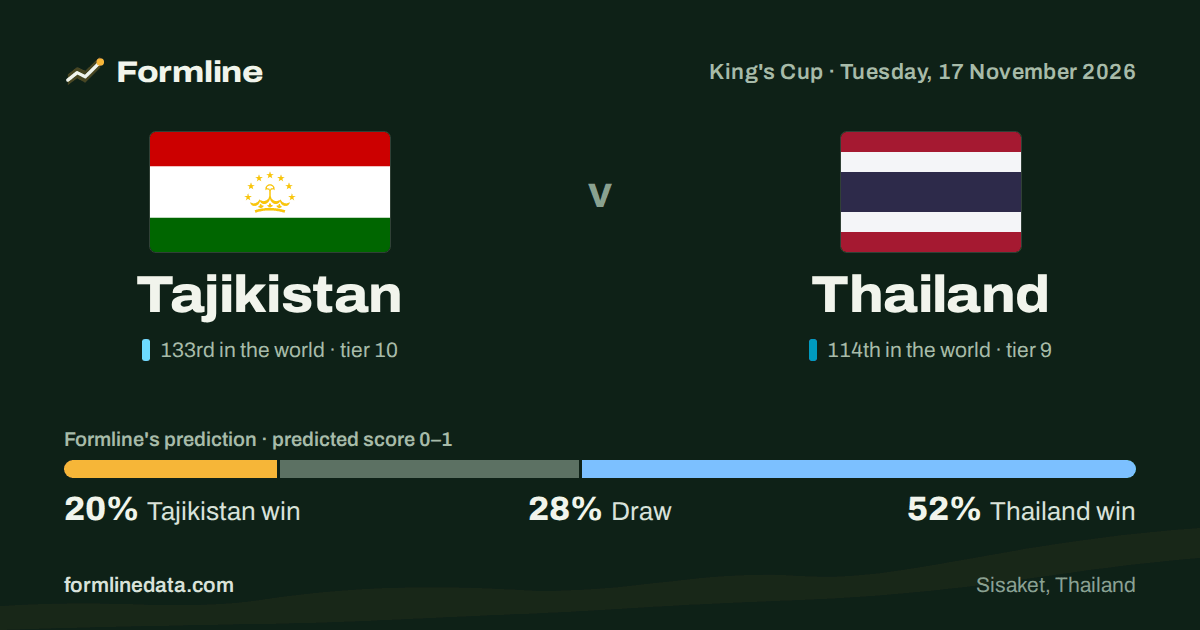 Formline
King's Cup · Tuesday, 17 November 2026
v
Tajikistan
133rd in the world · tier 10
Thailand
114th in the world · tier 9
Formline's prediction · predicted score 0–1
20% Tajikistan win
28% Draw
52% Thailand win
formlinedata.com
Sisaket, Thailand